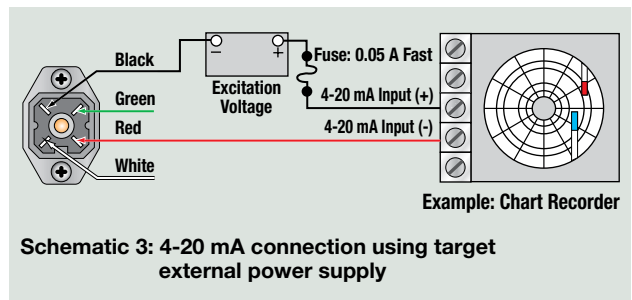 Black
Green
Red
White
− +
Excitation
Voltage
Fuse: 0.05 A Fast
4-20 mA Input (+)
4-20 mA Input (-)
Example: Chart Recorder
Schematic 3: 4-20 mA connection using target
external power supply